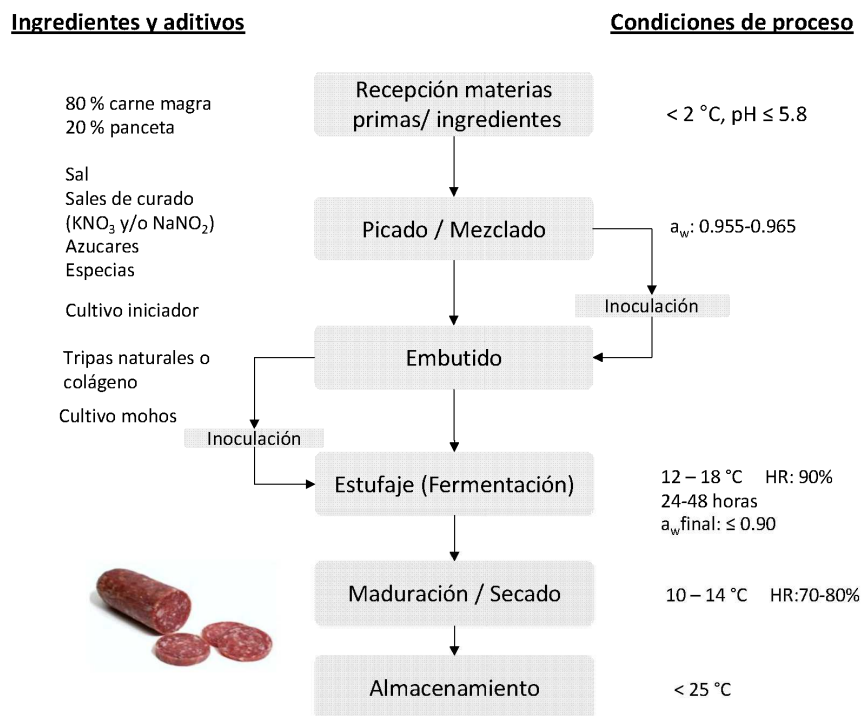 Ingredientes y aditivos
Condiciones de proceso
80 % carne magra
20 % panceta
Recepción materias
primas/ ingredientes
< 2 °C, pH ≤ 5.8
Sal
Sales de curado
(KNO₃ y/o NaNO₂)
Azucares
Especias
Picado / Mezclado
a_w: 0.955-0.965
Cultivo iniciador
Inoculación
Tripas naturales o
colágeno
Embutido
Cultivo mohos
Inoculación
Estufaje (Fermentación)
12 – 18 °C HR: 90%
24-48 horas
a_wfinal: ≤ 0.90
Maduración / Secado
10 – 14 °C HR:70-80%
Almacenamiento
< 25 °C